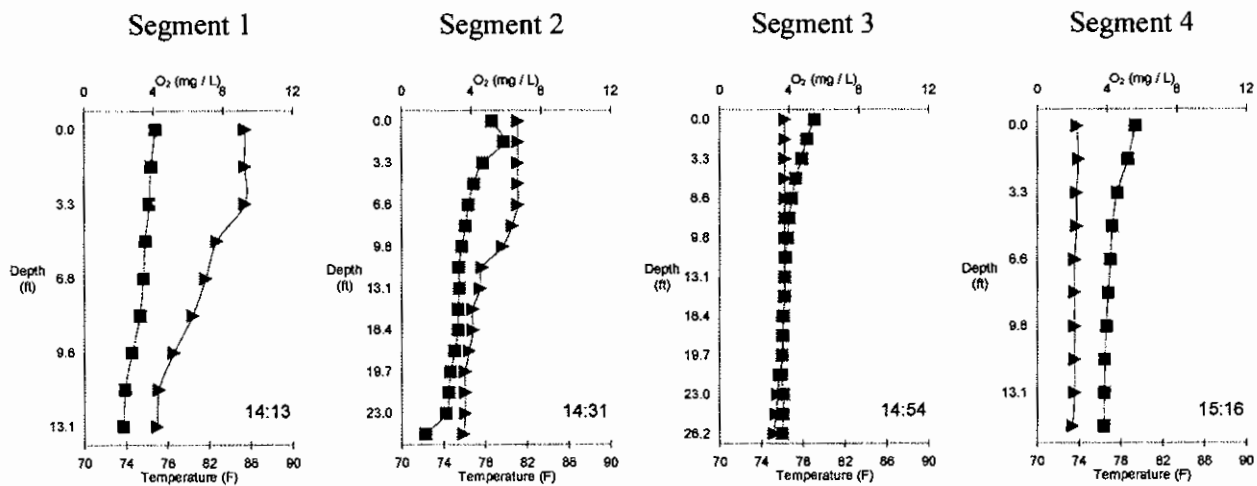 Segment 1
O2 (mg / L)
0 4 8 12
0.0
3.3
6.8
9.8
13.1
Depth
(ft)
14:13
70 74 78 82 86 90
Temperature (F)
Segment 2
O2 (mg / L)
0 4 8 12
0.0
3.3
6.6
9.8
13.1
18.4
19.7
23.0
Depth
(ft)
14:31
70 74 78 82 86 90
Temperature (F)
Segment 3
O2 (mg / L)
0 4 8 12
0.0
3.3
6.6
9.8
13.1
18.4
19.7
23.0
26.2
Depth
(ft)
14:54
70 74 78 82 86 90
Temperature (F)
Segment 4
O2 (mg / L)
0 4 8 12
0.0
3.3
6.6
9.8
13.1
Depth
(ft)
15:16
70 74 78 82 86 90
Temperature (F)